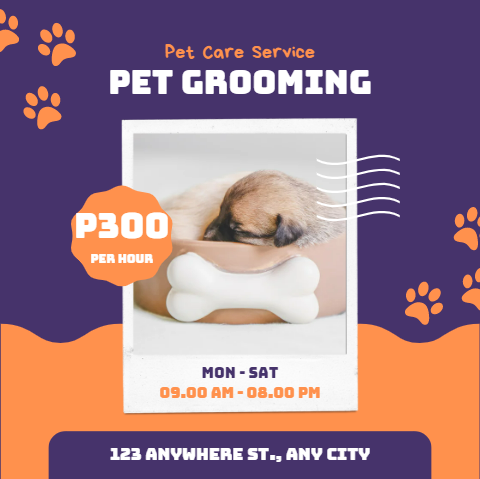 Pet Care Service
PET GROOMING
P300
PER HOUR
MON - SAT
09.00 AM - 08.00 PM
123 ANYWHERE ST., ANY CITY